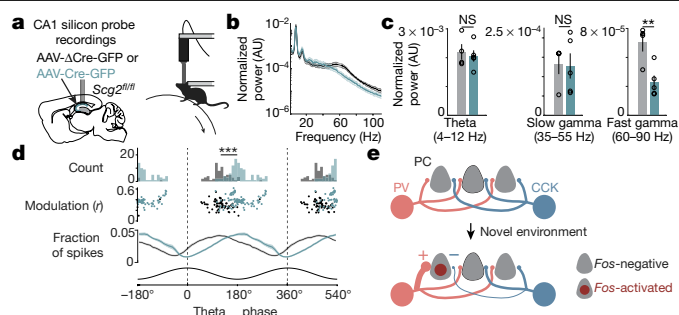 a
CA1 silicon probe
recordings
AAV-ΔCre-GFP or
AAV-Cre-GFP
Scg2fl/fl
b
Normalized
power (AU)
10−2
10−4
10−6
20 60 100
Frequency (Hz)
c
Normalized
power (AU)
3 × 10−3
0
NS
Theta
(4–12 Hz)
2.5 × 10−4
0
NS
Slow gamma
(35–55 Hz)
8 × 10−5
0
**
Fast gamma
(60–90 Hz)
d
Count
20
0
***
Modulation (r)
0.6
0
Fraction
of spikes
0.05
0
−180° 0 180° 360° 540°
Theta phase
e
PC
PV
CCK
Novel environment
+
−
Fos-negative
Fos-activated